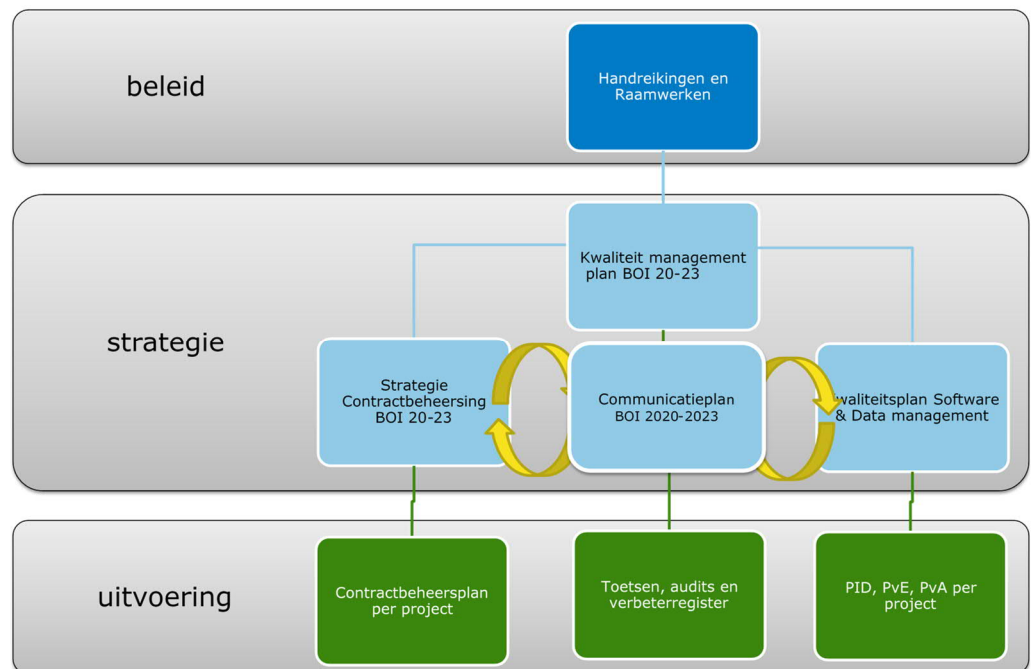 beleid
Handreikingen en
Raamwerken
strategie
Kwaliteit management
plan BOI 20-23
Strategie
Contractbeheersing
BOI 20-23
Communicatieplan
BOI 2020-2023
waliteitsplan Software
& Data management
uitvoering
Contractbeheersplan
per project
Toetsen, audits en
verbeterregister
PID, PvE, PvA per
project